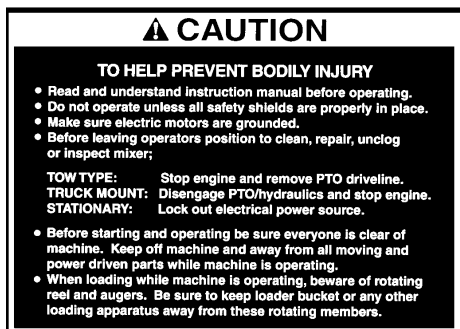 ⚠ CAUTION
TO HELP PREVENT BODILY INJURY
● Read and understand instruction manual before operating.
● Do not operate unless all safety shields are properly in place.
● Make sure electric motors are grounded.
● Before leaving operators position to clean, repair, unclog
or inspect mixer;
TOW TYPE: Stop engine and remove PTO driveline.
TRUCK MOUNT: Disengage PTO/hydraulics and stop engine.
STATIONARY: Lock out electrical power source.
● Before starting and operating be sure everyone is clear of
machine. Keep off machine and away from all moving and
power driven parts while machine is operating.
● When loading while machine is operating, beware of rotating
reel and augers. Be sure to keep loader bucket or any other
loading apparatus away from these rotating members.